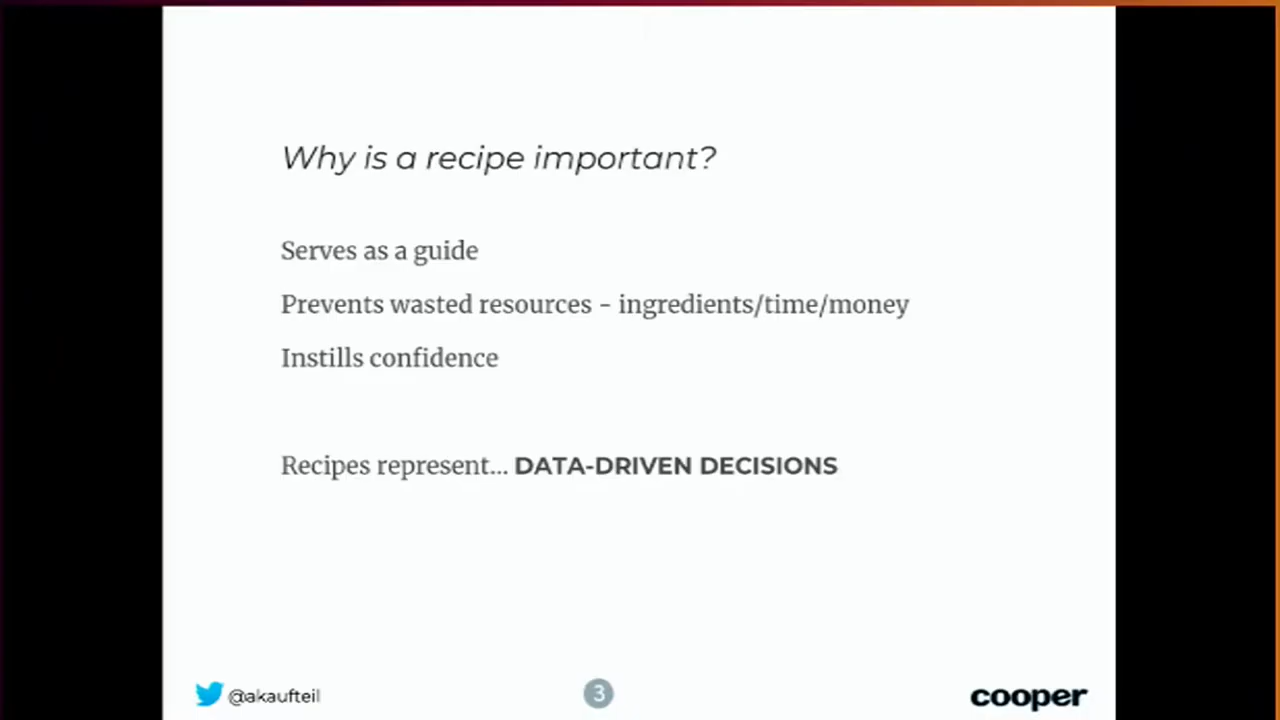 Why is a recipe important?
Serves as a guide
Prevents wasted resources - ingredients/time/money
Instills confidence
Recipes represent... DATA-DRIVEN DECISIONS
@akaufteil
3
cooper